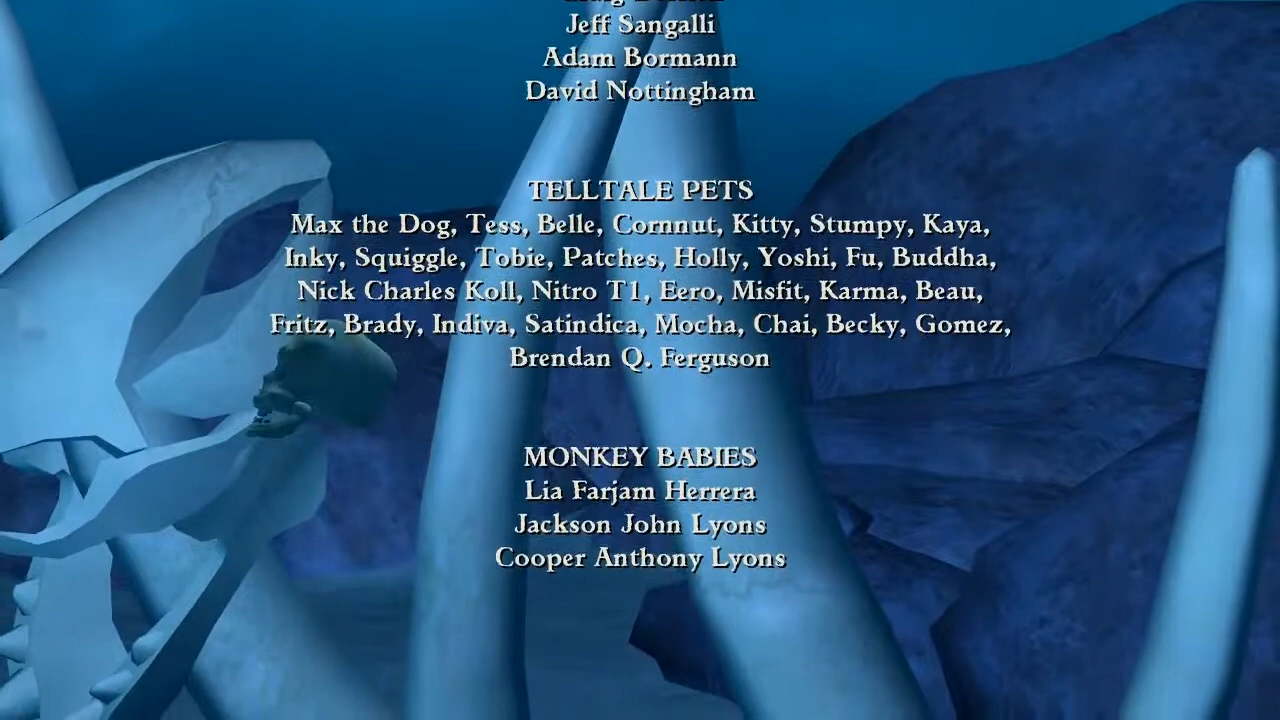 Jeff Sangalli
Adam Bormann
David Nottingham
TELLTALE PETS
Max the Dog, Tess, Belle, Cornnut, Kitty, Stumpy, Kaya,
Inky, Squiggle, Tobie, Patches, Holly, Yoshi, Fu, Buddha,
Nick Charles Koll, Nitro T1, Eero, Misfit, Karma, Beau,
Fritz, Brady, Indiva, Satindica, Mocha, Chai, Becky, Gomez,
Brendan Q. Ferguson
MONKEY BABIES
Lia Farjam Herrera
Jackson John Lyons
Cooper Anthony Lyons